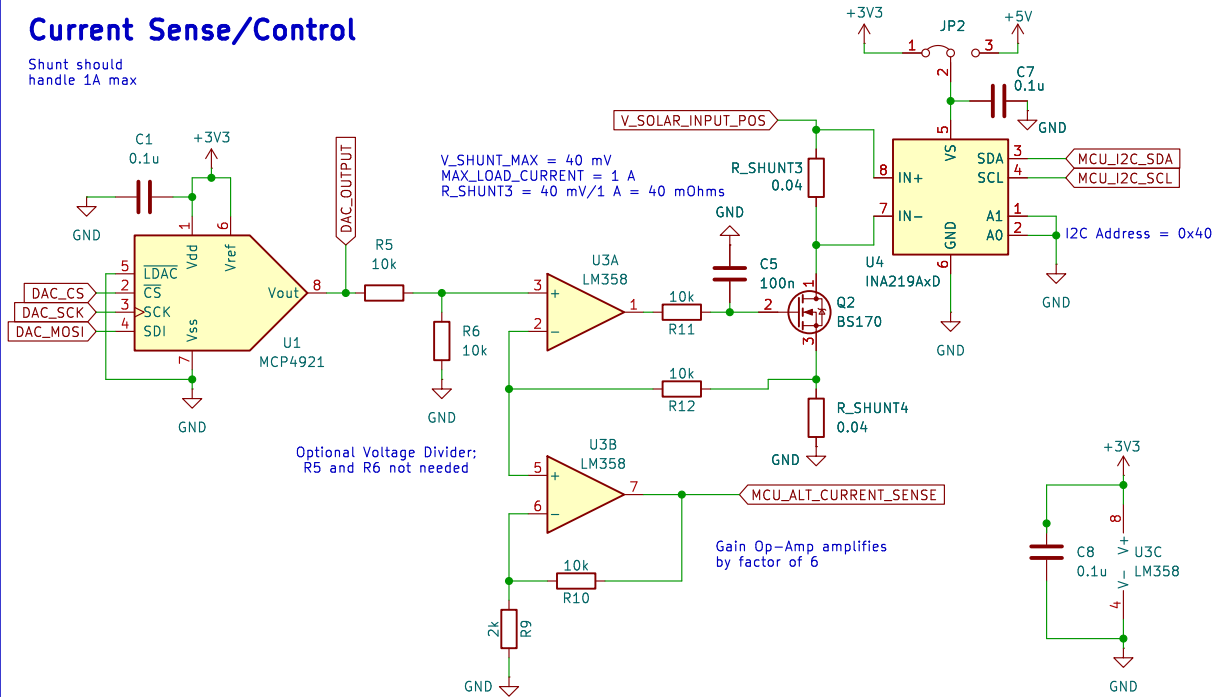 Current Sense/Control
Shunt should
handle 1A max
+3V3
JP2
+5V
1
3
2
C7
0.1u
GND
V_SOLAR_INPUT_POS
C1
0.1u
+3V3
GND
DAC_OUTPUT
V_SHUNT_MAX = 40 mV
MAX_LOAD_CURRENT = 1 A
R_SHUNT3 = 40 mV/1 A = 40 mOhms
R_SHUNT3
0.04
5
VS
8
IN+
7
IN-
SDA
3
MCU_I2C_SDA
SCL
4
MCU_I2C_SCL
A1
1
A0
2
I2C Address = 0x40
GND
6
U4
INA219AxD
GND
GND
1
6
Vdd
Vref
5
LDAC
DAC_CS
2
CS
DAC_SCK
3
SCK
DAC_MOSI
4
SDI
Vss
7
Vout
8
U1
MCP4921
GND
R5
10k
R6
10k
GND
U3A
LM358
3
+
2
−
1
10k
R11
GND
C5
100n
1
2
3
Q2
BS170
10k
R12
R_SHUNT4
0.04
GND
Optional Voltage Divider;
R5 and R6 not needed
U3B
LM358
5
+
6
−
7
MCU_ALT_CURRENT_SENSE
Gain Op-Amp amplifies
by factor of 6
10k
R10
2k
R9
GND
+3V3
8
V+
C8
0.1u
U3C
LM358
V−
4
GND